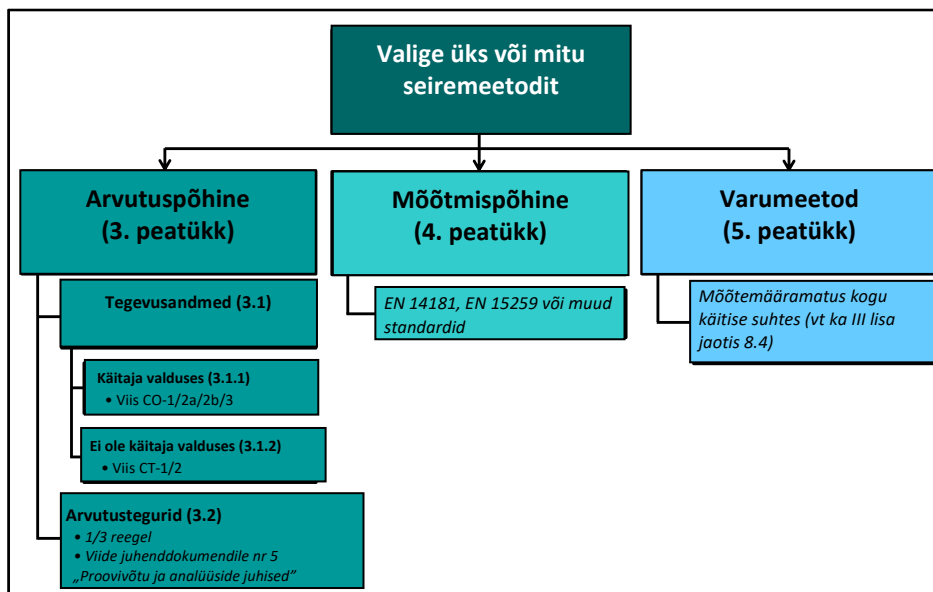 Valige üks või mitu
seiremeetodit
Arvutuspõhine
(3. peatükk)
Mõõtmispõhine
(4. peatükk)
Varumeetod
(5. peatükk)
Tegevusandmed (3.1)
EN 14181, EN 15259 või muud
standardid
Mõõtemääramatus kogu
käitise suhtes (vt ka III lisa
jaotis 8.4)
Käitaja valduses (3.1.1)
• Viis CO-1/2a/2b/3
Ei ole käitaja valduses (3.1.2)
• Viis CT-1/2
Arvutustegurid (3.2)
• 1/3 reegel
• Viide juhenddokumendile nr 5
„Proovivõtu ja analüüside juhised”